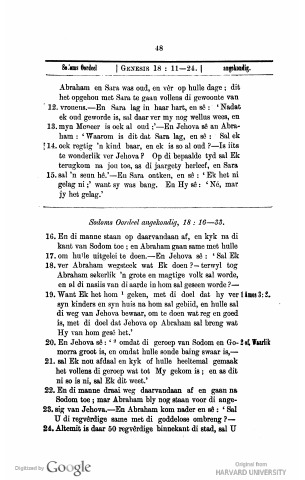 48
So'oms Oordeel | GENESIS 18 : 11—24. | angekondig.
Abraham en Sara was oud, en vêr op hulle dage; dit
het opgehou met Sara te gaan vollens di gewoonte van
12. vrouens.—En Sara lag in haar hart, en sê: 'Nadat
ek oud geworde is, sal daar ver my nog wellus wees, en
13. myn Meneer is ook al oud;'—En Jehova sê an Abra-
ham: 'Waarom is dit dat Sara lag, en sê: Sal ek
14. ook regtig 'n kind baar, en ek is so al oud?—Is iits
te wonderlik ver Jehova? Op di bepaalde tyd sal Ek
terugkom na jot toe, as di jaargety herleef, en Sara
15. sal 'n seun hê.'—En Sara ontken, en sê: 'Ek het ni
gelag ni;' want sy was bang. En Hy sê: 'Né, mar
jy het gelag.'
Sodoms Oordeel angekondig, 18 : 16—33.
16. En di manne staan op daarvandaan af, en kyk na di
kant van Sodom toe; en Abraham gaan same met hulle
17. om hulle uitgelei te doen.—En Jehova sê: 'Sal Ek
18. ver Abraham wegsteek wat Ek doen?—terwyl tog
Abraham sekerlik 'n grote en magtige volk sal worde,
en al di nasiis van di aarde in hom sal geseen worde?—
19. Want Ek het hom ¹ geken, met di doel dat hy ver 1 Amos 3: 2.
syn kinders en syn huis na hom sal gebiid, en hulle sal
di weg van Jehova bewaar, om te doen wat reg en goed
is, met di doel dat Jehova op Abraham sal breng wat
Hy van hom gesê het.'
20. En Jehova sê: ' ² omdat di geroep van Sodom en Go- 2 of, Waarlik
morra groot is, en omdat hulle sonde baing swaar is,—
21. sal Ek nou afdaal en kyk of hulle heeltemal gemaak
het vollens di geroep wat tot My gekom is; en as dit
ni so is ni, sal Ek dit weet.'
22. En di manne draai weg daarvandaan af en gaan na
Sodom toe; mar Abraham bly nog staan voor di ange-
23. sig van Jehova.—En Abraham kom nader en sê: 'Sal
U di regvêrdige same met di goddelose ombreng?—
24. Altemit is daar 50 regvêrdige binnekant di stad, sal U
Digitized by Google
Original from
HARVARD UNIVERSITY